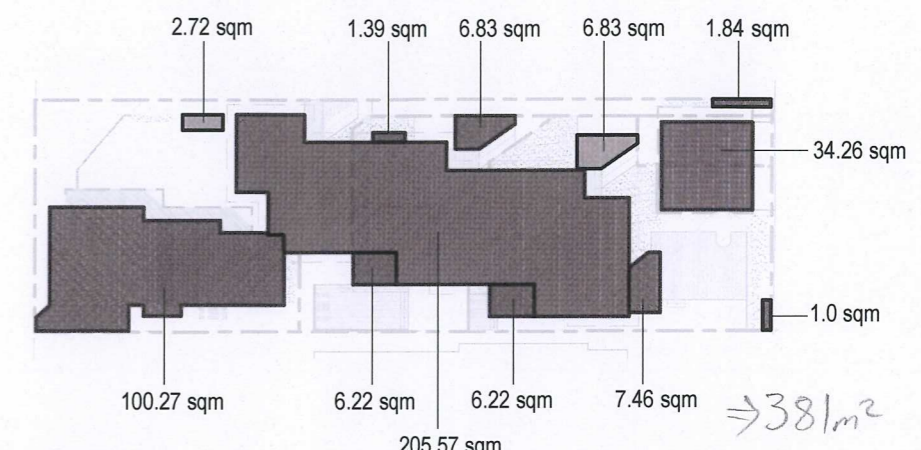 2.72 sqm
1.39 sqm
6.83 sqm
6.83 sqm
1.84 sqm
34.26 sqm
1.0 sqm
100.27 sqm
6.22 sqm
6.22 sqm
7.46 sqm
205.57 sqm
⇒381m²